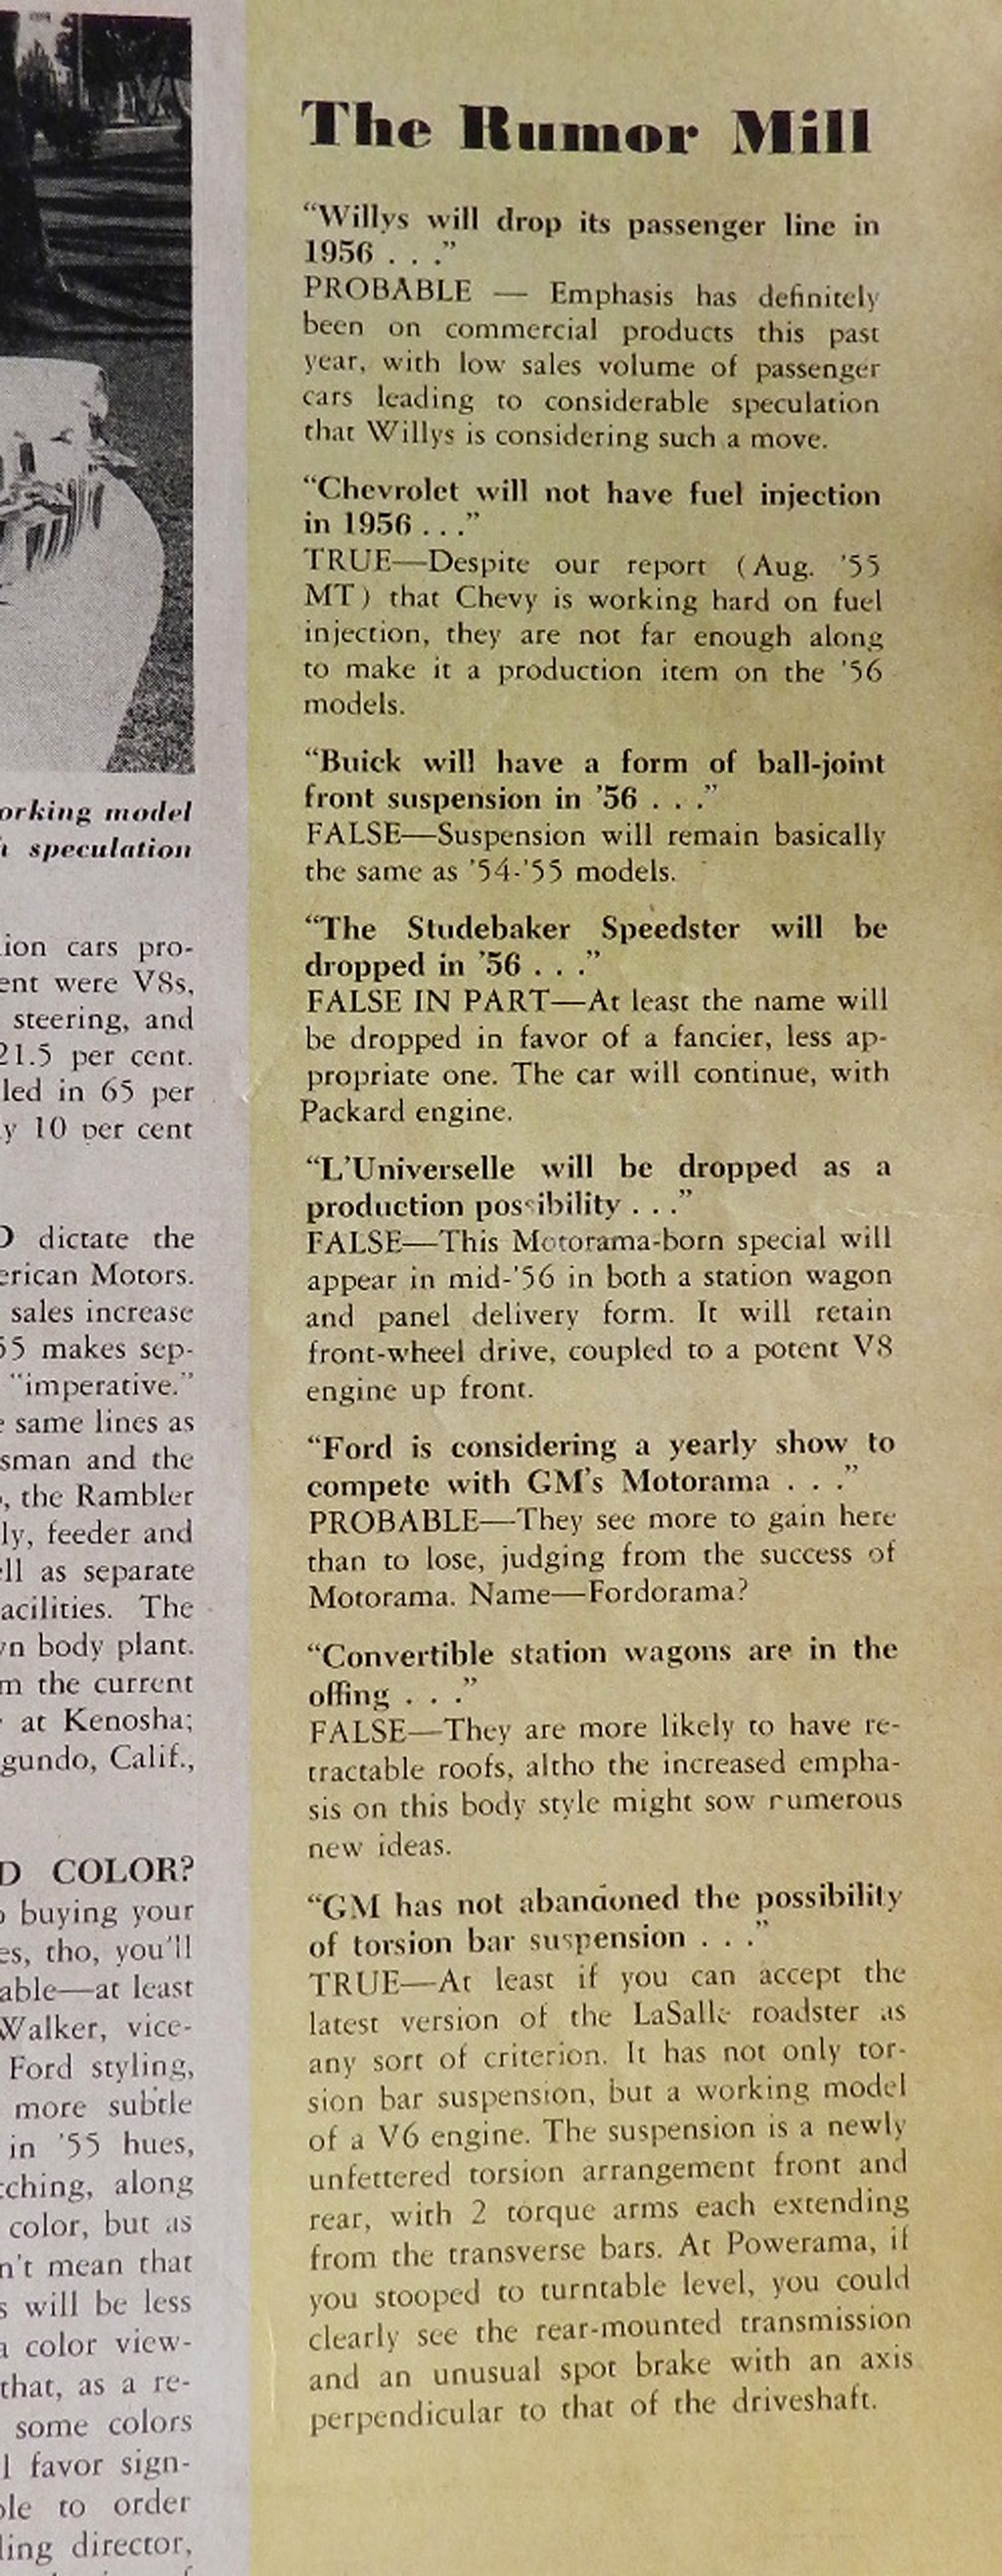 orking model
speculation
ion cars pro-
ent were V8s,
steering, and
21.5 per cent.
led in 65 per
y 10 per cent
dictate the
erican Motors.
sales increase
55 makes sep-
"imperative."
same lines as
sman and the
, the Rambler
ly, feeder and
ll as separate
acilities. The
n body plant.
m the current
at Kenosha;
gundo, Calif.,
D COLOR?
buying your
es, tho, you'll
able—at least
Walker, vice-
Ford styling,
more subtle
in '55 hues,
tching, along
color, but as
n't mean that
s will be less
a color view-
that, as a re-
some colors
l favor sign-
ble to order
ling director,
The Rumor Mill
"Willys will drop its passenger line in
1956 . . ."
PROBABLE — Emphasis has definitely
been on commercial products this past
year, with low sales volume of passenger
cars leading to considerable speculation
that Willys is considering such a move.
"Chevrolet will not have fuel injection
in 1956 . . ."
TRUE—Despite our report (Aug. '55
MT) that Chevy is working hard on fuel
injection, they are not far enough along
to make it a production item on the '56
models.
"Buick will have a form of ball-joint
front suspension in '56 . . ."
FALSE—Suspension will remain basically
the same as '54-'55 models.
"The Studebaker Speedster will be
dropped in '56 . . ."
FALSE IN PART—At least the name will
be dropped in favor of a fancier, less ap-
propriate one. The car will continue, with
Packard engine.
"L'Universelle will be dropped as a
production possibility . . ."
FALSE—This Motorama-born special will
appear in mid-'56 in both a station wagon
and panel delivery form. It will retain
front-wheel drive, coupled to a potent V8
engine up front.
"Ford is considering a yearly show to
compete with GM's Motorama . . ."
PROBABLE—They see more to gain here
than to lose, judging from the success of
Motorama. Name—Fordorama?
"Convertible station wagons are in the
offing . . ."
FALSE—They are more likely to have re-
tractable roofs, altho the increased empha-
sis on this body style might sow numerous
new ideas.
"GM has not abandoned the possibility
of torsion bar suspension . . ."
TRUE—At least if you can accept the
latest version of the LaSalle roadster as
any sort of criterion. It has not only tor-
sion bar suspension, but a working model
of a V6 engine. The suspension is a newly
unfettered torsion arrangement front and
rear, with 2 torque arms each extending
from the transverse bars. At Powerama, if
you stooped to turntable level, you could
clearly see the rear-mounted transmission
and an unusual spot brake with an axis
perpendicular to that of the driveshaft.